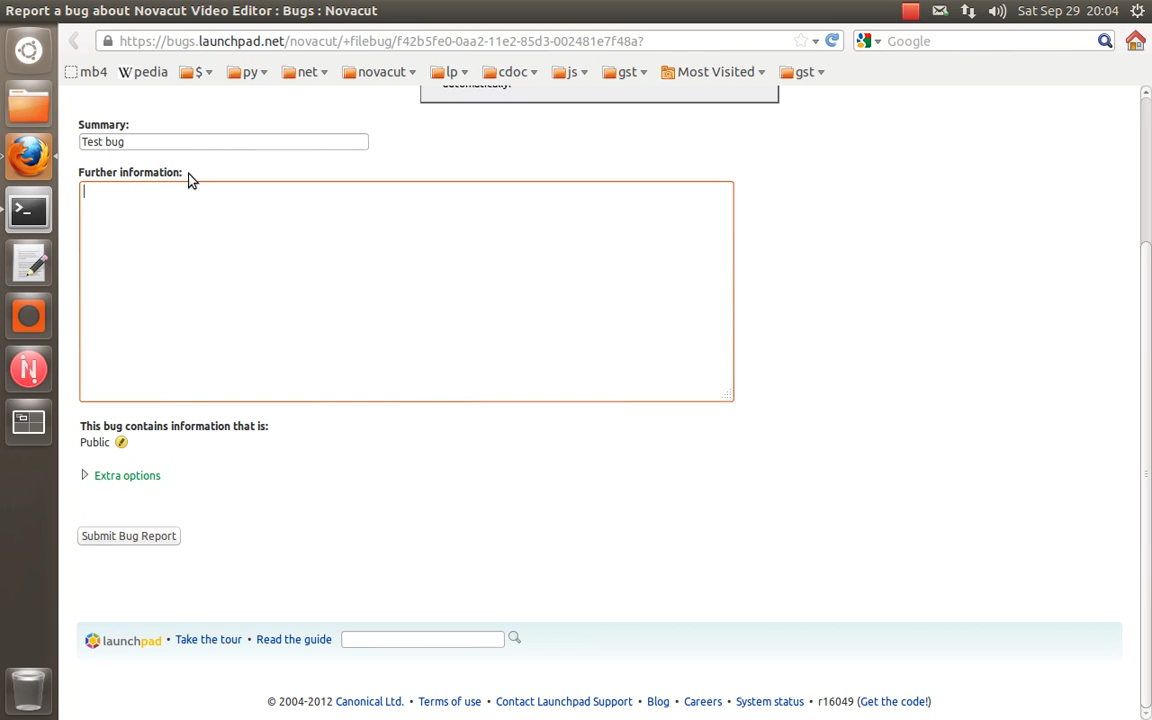 Report a bug about Novacut Video Editor : Bugs : Novacut
Sat Sep 29 20:04
https://bugs.launchpad.net/novacut/+filebug/f42b5fe0-0aa2-11e2-85d3-002481e7f48a?
Google
mb4 Wpedia $ py net novacut lp cdoc js gst Most Visited gst
automatically.
Summary:
Test bug
Further information:
This bug contains information that is:
Public
Extra options
Submit Bug Report
launchpad • Take the tour • Read the guide
© 2004-2012 Canonical Ltd. • Terms of use • Contact Launchpad Support • Blog • Careers • System status • r16049 (Get the code!)